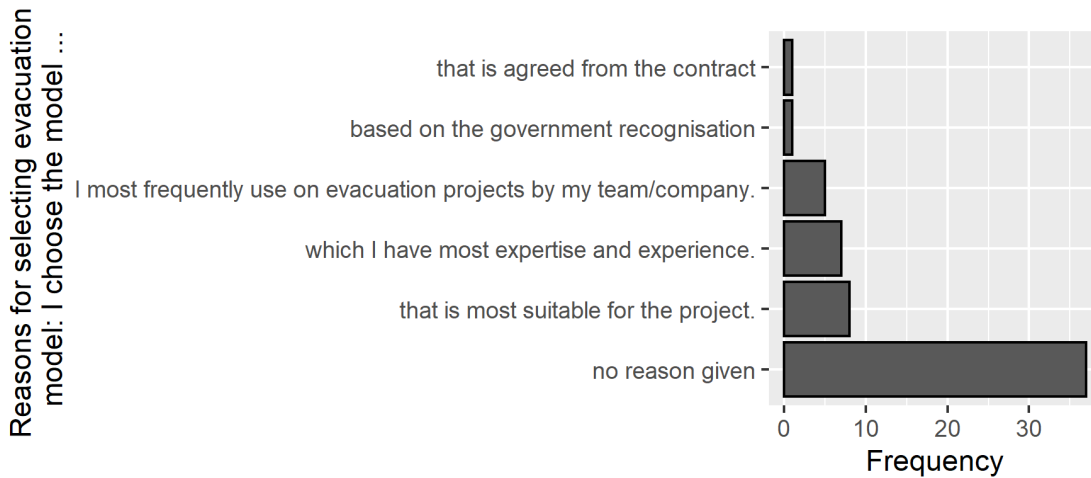 Reasons for selecting evacuation
model: I choose the model ...
that is agreed from the contract
based on the government recognisation
I most frequently use on evacuation projects by my team/company.
which I have most expertise and experience.
that is most suitable for the project.
no reason given
0 10 20 30
Frequency